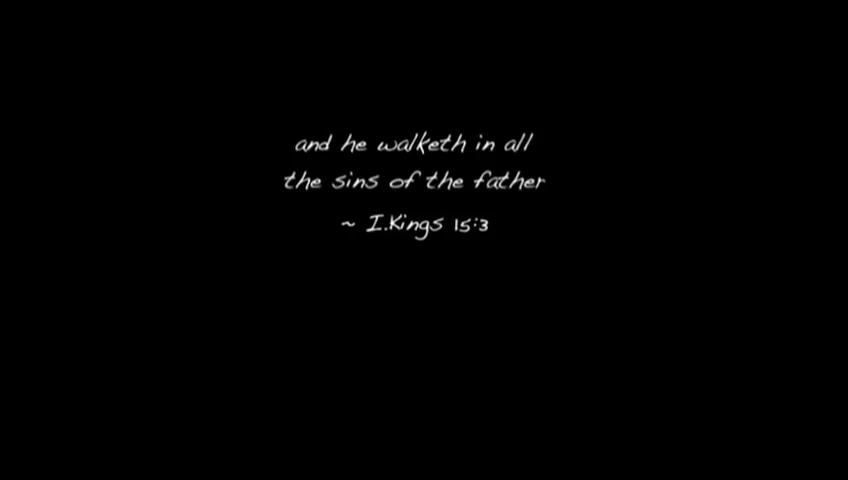 and he walketh in all
the sins of the father
~ I.Kings 15:3